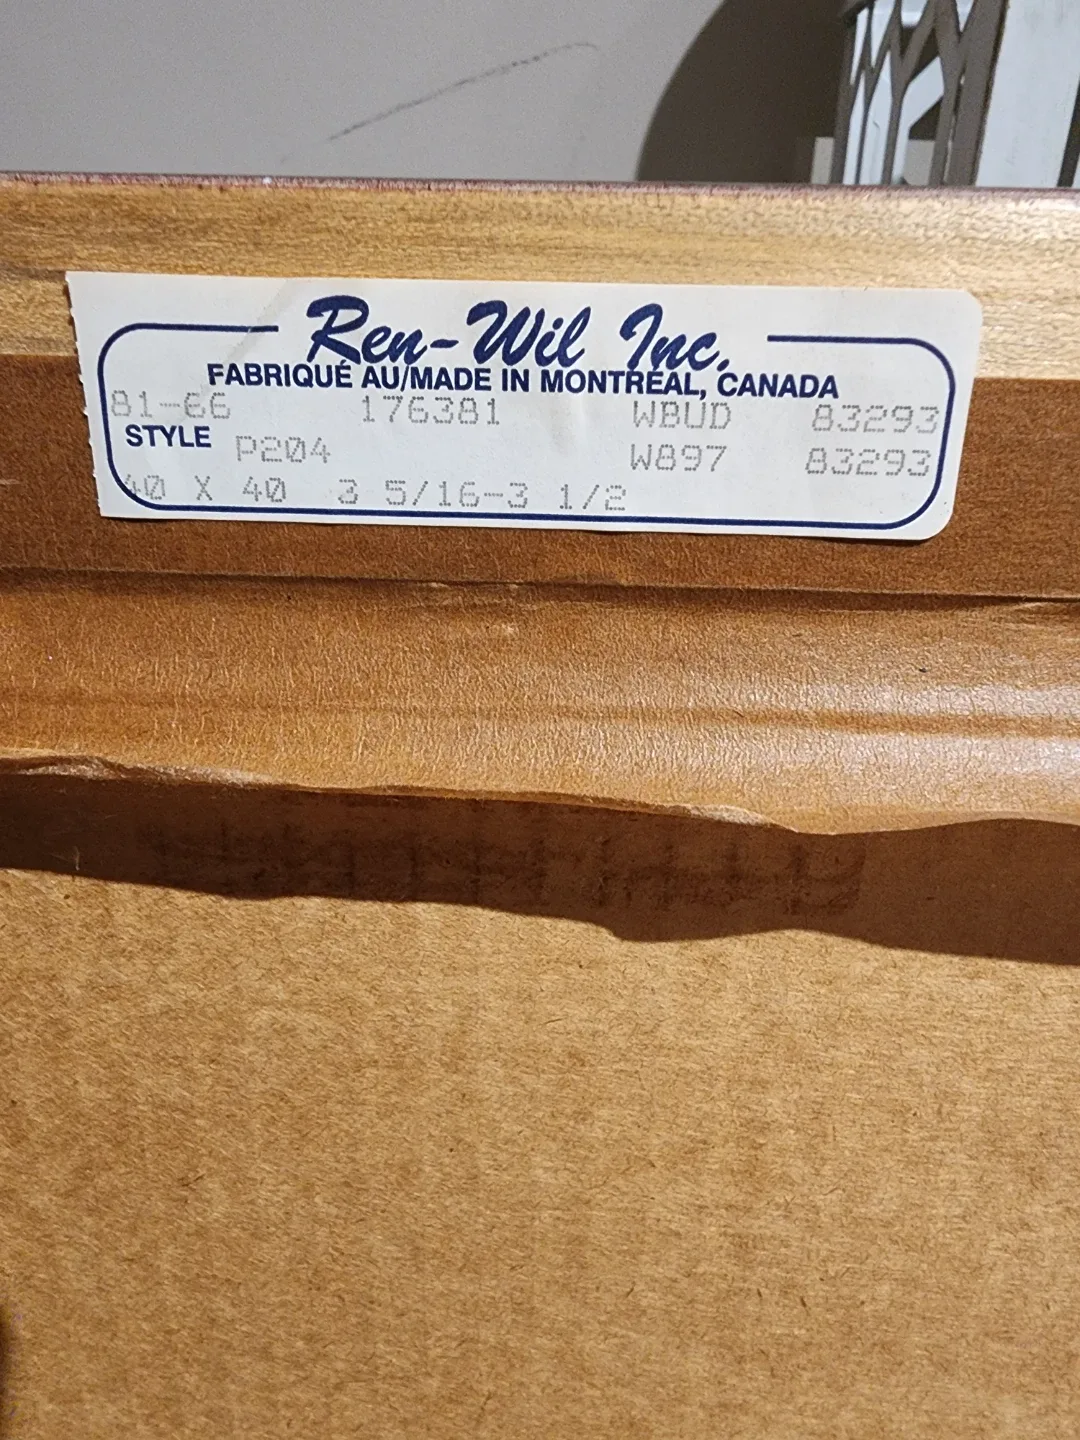 Ren-Wil Inc.
FABRIQUÉ AU/MADE IN MONTRÉAL, CANADA
81-66 176381 WBUD 83293
STYLE P204 W897 83293
40 X 40 3 5/16-3 1/2